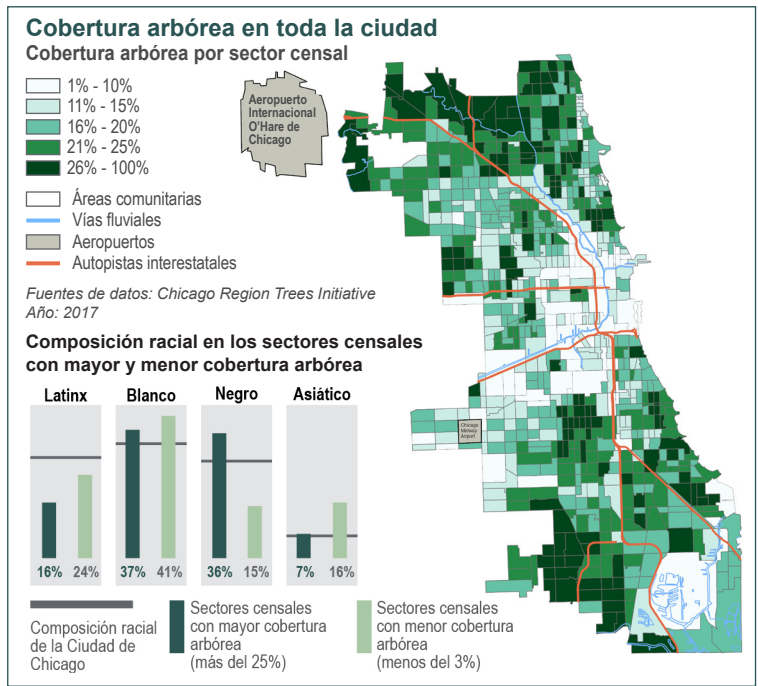 Cobertura arbórea en toda la ciudad
Cobertura arbórea por sector censal
1% - 10%
11% - 15%
16% - 20%
21% - 25%
26% - 100%
Áreas comunitarias
Vías fluviales
Aeropuertos
Autopistas interestatales
Aeropuerto
Internacional
O'Hare de
Chicago
Fuentes de datos: Chicago Region Trees Initiative
Año: 2017
Chicago
Midway
Airport
Composición racial en los sectores censales
con mayor y menor cobertura arbórea
Latinx
Blanco
Negro
Asiático
16% 24%
37% 41%
36% 15%
7% 16%
Composición racial
de la Ciudad de
Chicago
Sectores censales
con mayor cobertura
arbórea
(más del 25%)
Sectores censales
con menor cobertura
arbórea
(menos del 3%)